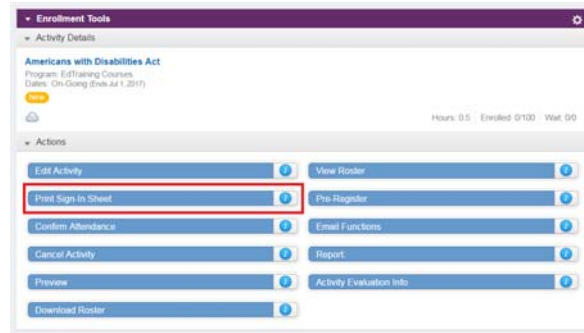 Enrollment Tools
Activity Details
Americans with Disabilities Act
Program: EdTraining Courses
Dates: On-Going (Ends Jul 1, 2017)
New
Hours: 0.5 Enrolled: 0/100 Wait: 0/0
Actions
Edit Activity View Roster
Print Sign-In Sheet Pre-Register
Confirm Attendance Email Functions
Cancel Activity Report
Preview Activity Evaluation Info
Download Roster